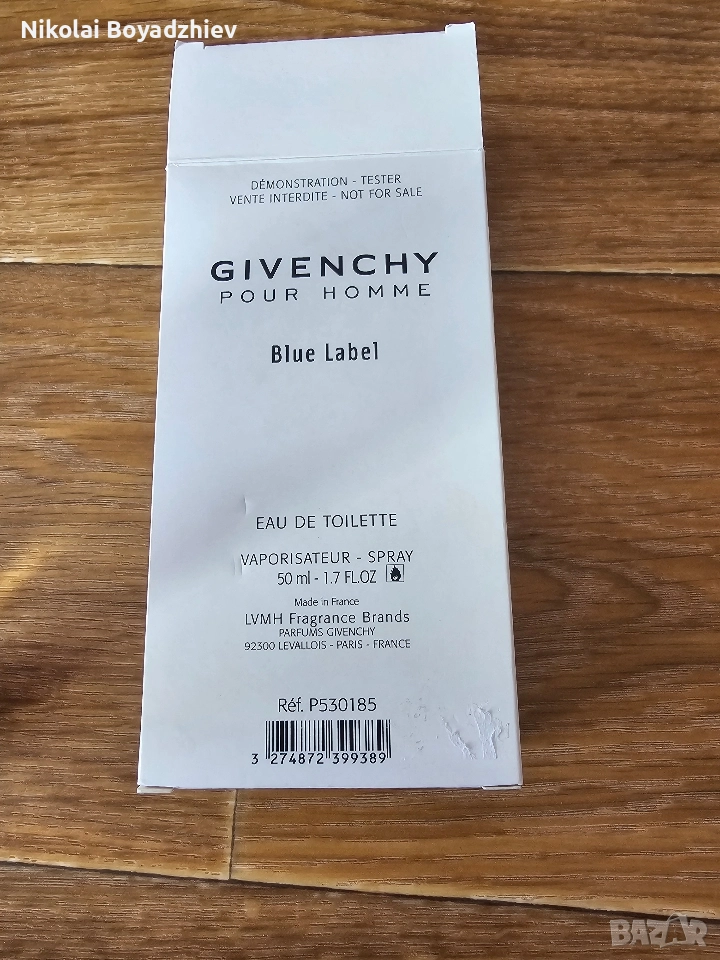 Nikolai Boyadzhiev
DÉMONSTRATION - TESTER
VENTE INTERDITE - NOT FOR SALE
GIVENCHY
POUR HOMME
Blue Label
EAU DE TOILETTE
VAPORISATEUR - SPRAY
50 ml - 1.7 FL.OZ
Made in France
LVMH Fragrance Brands
PARFUMS GIVENCHY
92300 LEVALLOIS - PARIS - FRANCE
Réf. P530185
3 274872 399389
BAZAR